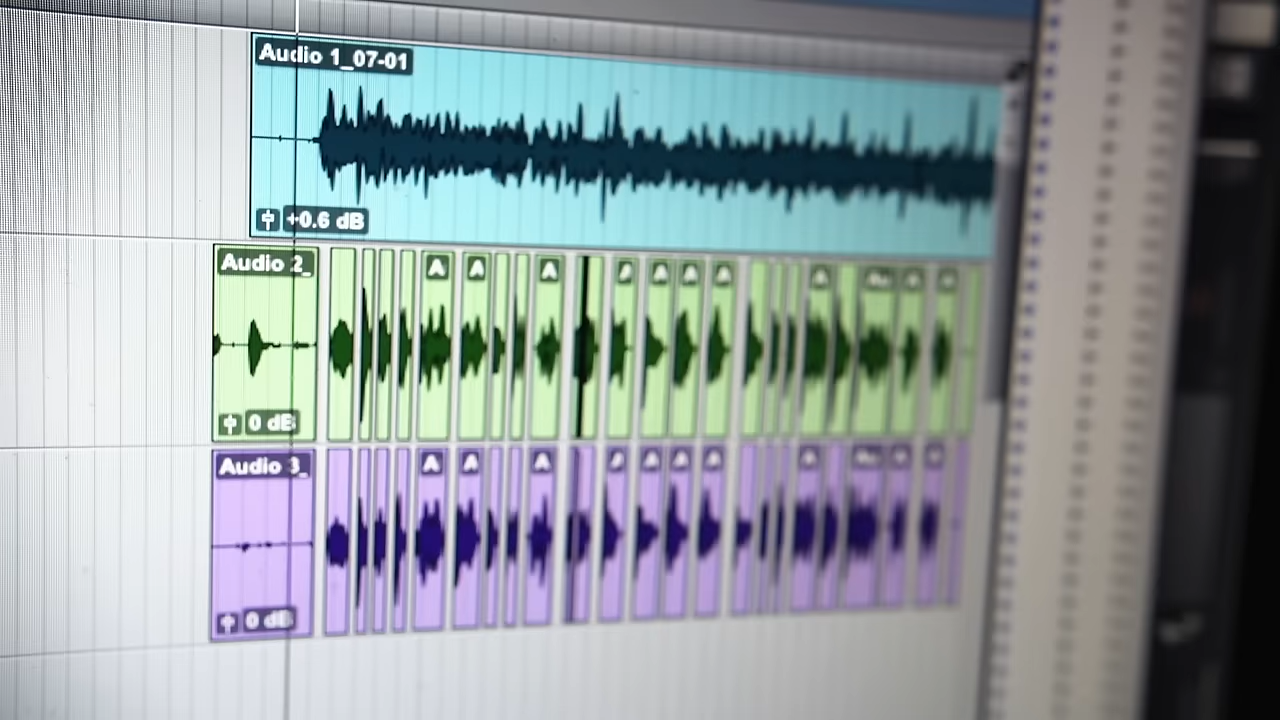 Audio 1_07-01
+0.6 dB
Audio 2_
A A A A A A A A
0 dB
Audio 3_
A A A A A A A A
0 dB